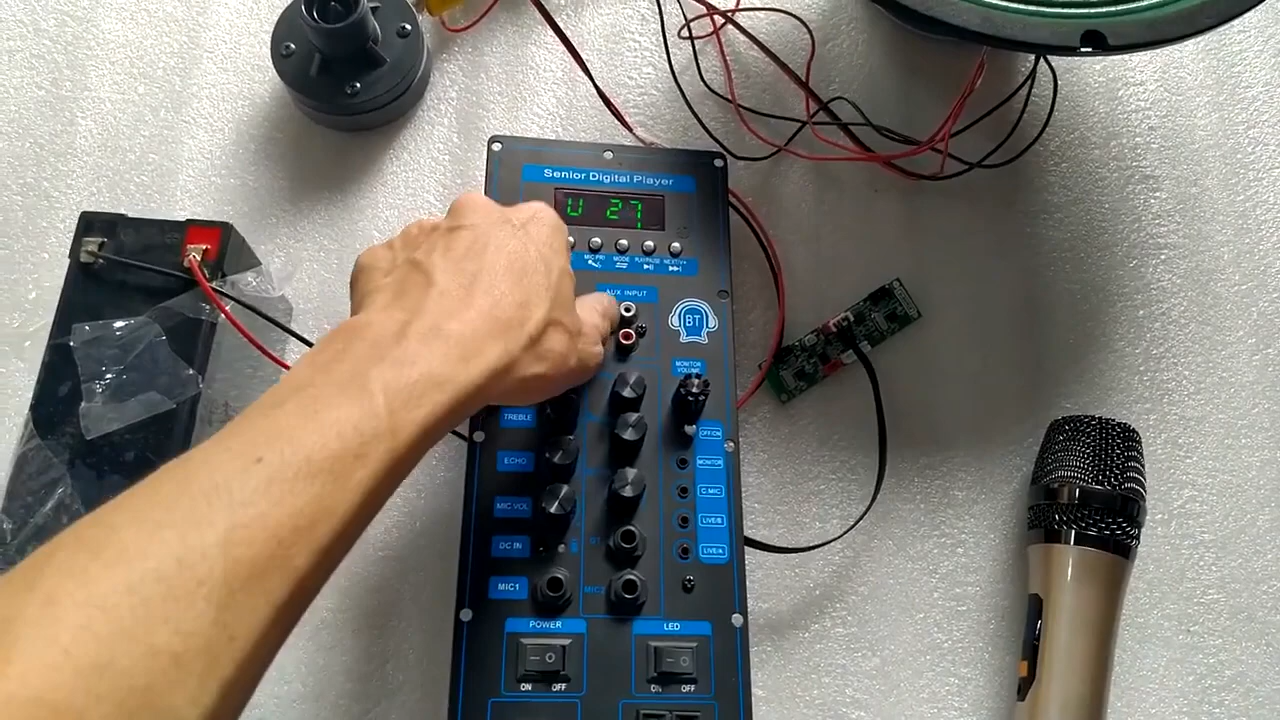 Senior Digital Player
U 27
MIC PRI MODE PLAY/PAUSE NEXT/V+
AUX INPUT
BT
MONITOR
VOLUME
TREBLE
OFF/ON
ECHO
MONITOR
C.MIC
MIC VOL
LIVE/B
DC IN
LIVE/A
MIC1
POWER
LED
ON OFF
ON OFF